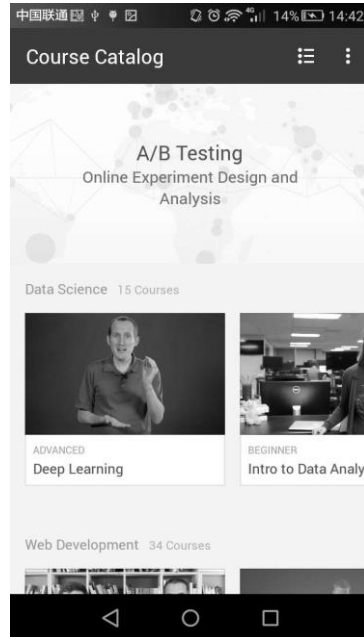 中国联通 4G 14% 14:42
Course Catalog
A/B Testing
Online Experiment Design and
Analysis
Data Science 15 Courses
ADVANCED
Deep Learning
BEGINNER
Intro to Data Analy
Web Development 34 Courses